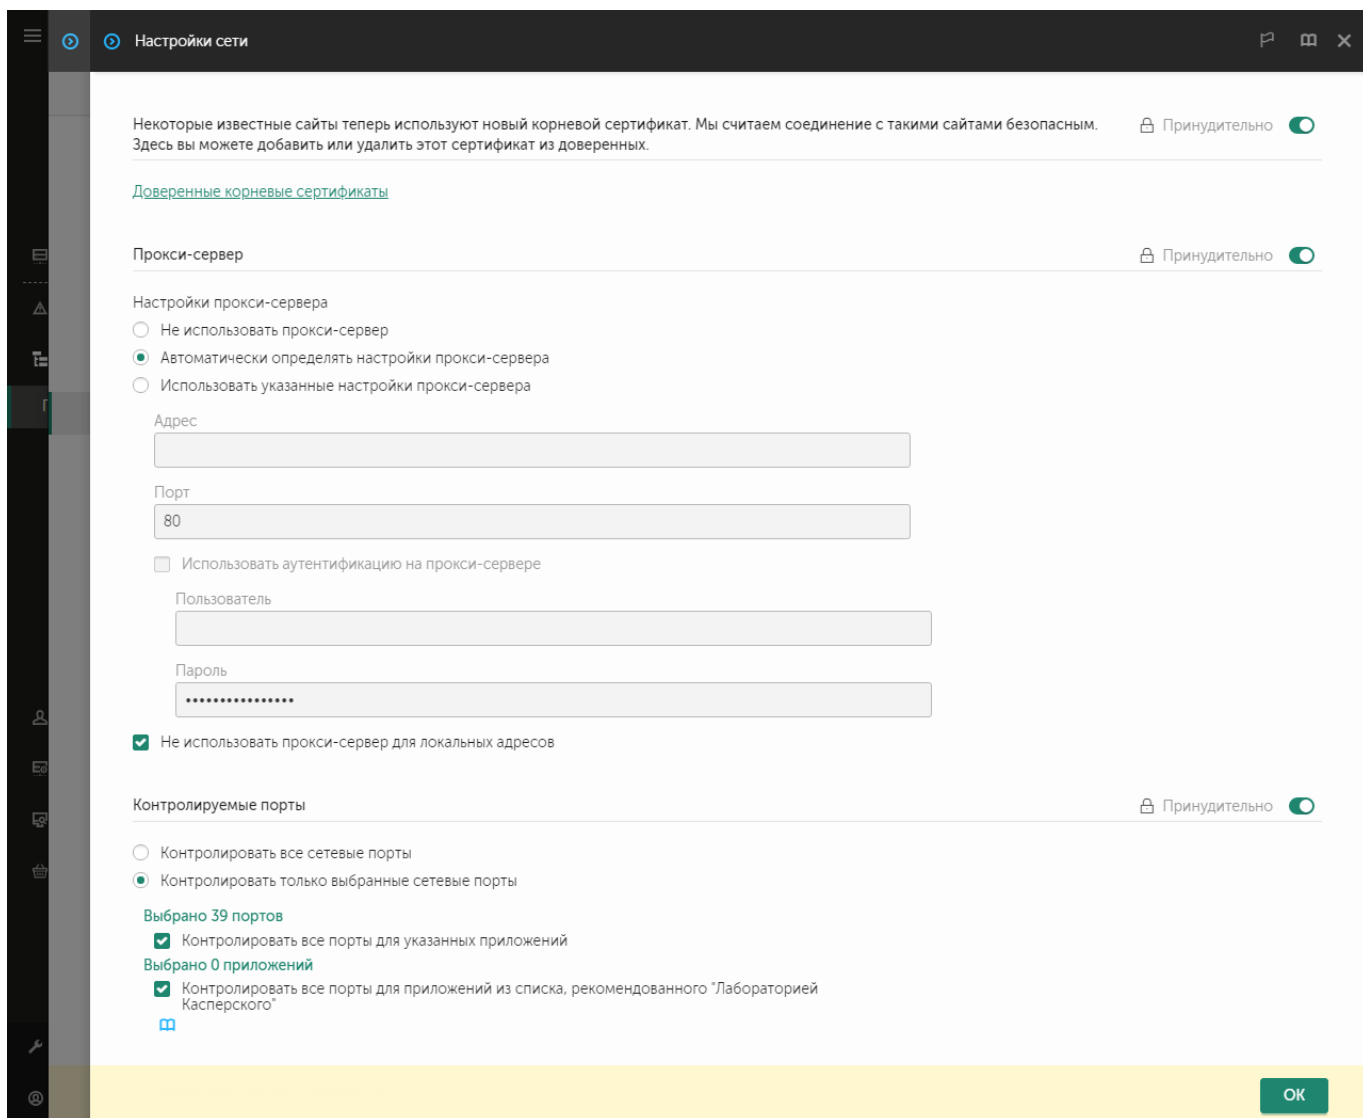 Настройки сети
Некоторые известные сайты теперь используют новый корневой сертификат. Мы считаем соединение с такими сайтами безопасным.
Здесь вы можете добавить или удалить этот сертификат из доверенных.
Принудительно
Доверенные корневые сертификаты
Прокси-сервер
Принудительно
Настройки прокси-сервера
Не использовать прокси-сервер
Автоматически определять настройки прокси-сервера
Использовать указанные настройки прокси-сервера
Адрес
Порт
80
Использовать аутентификацию на прокси-сервере
Пользователь
Пароль
••••••••••••••••
Не использовать прокси-сервер для локальных адресов
Контролируемые порты
Принудительно
Контролировать все сетевые порты
Контролировать только выбранные сетевые порты
Выбрано 39 портов
Контролировать все порты для указанных приложений
Выбрано 0 приложений
Контролировать все порты для приложений из списка, рекомендованного "Лабораторией
Касперского"
ОК